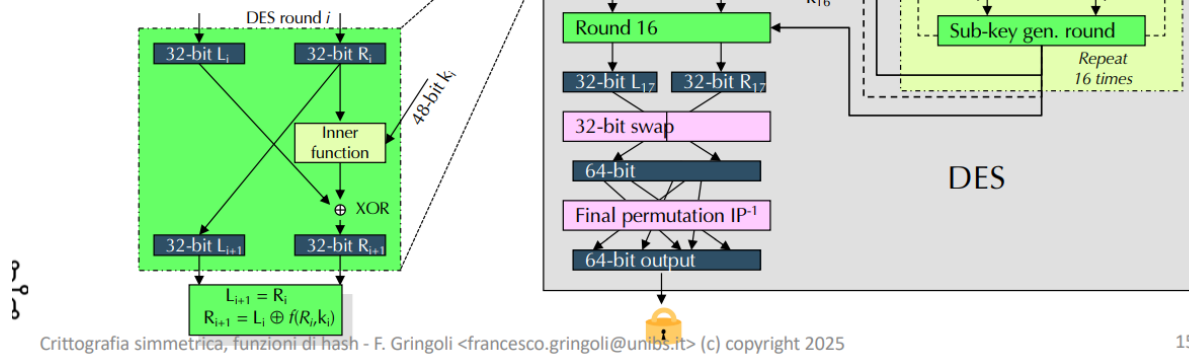 DES round i
32-bit Lᵢ
32-bit Rᵢ
48-bit kᵢ
Inner
function
⊕ XOR
32-bit Lᵢ₊₁
32-bit Rᵢ₊₁
Lᵢ₊₁ = Rᵢ
Rᵢ₊₁ = Lᵢ ⊕ f(Rᵢ,kᵢ)
Round 16
32-bit L₁₇
32-bit R₁₇
32-bit swap
64-bit
Final permutation IP⁻¹
64-bit output
Sub-key gen. round
Repeat
16 times
DES
Crittografia simmetrica, funzioni di hash - F. Gringoli <francesco.gringoli@unibs.it> (c) copyright 2025
15